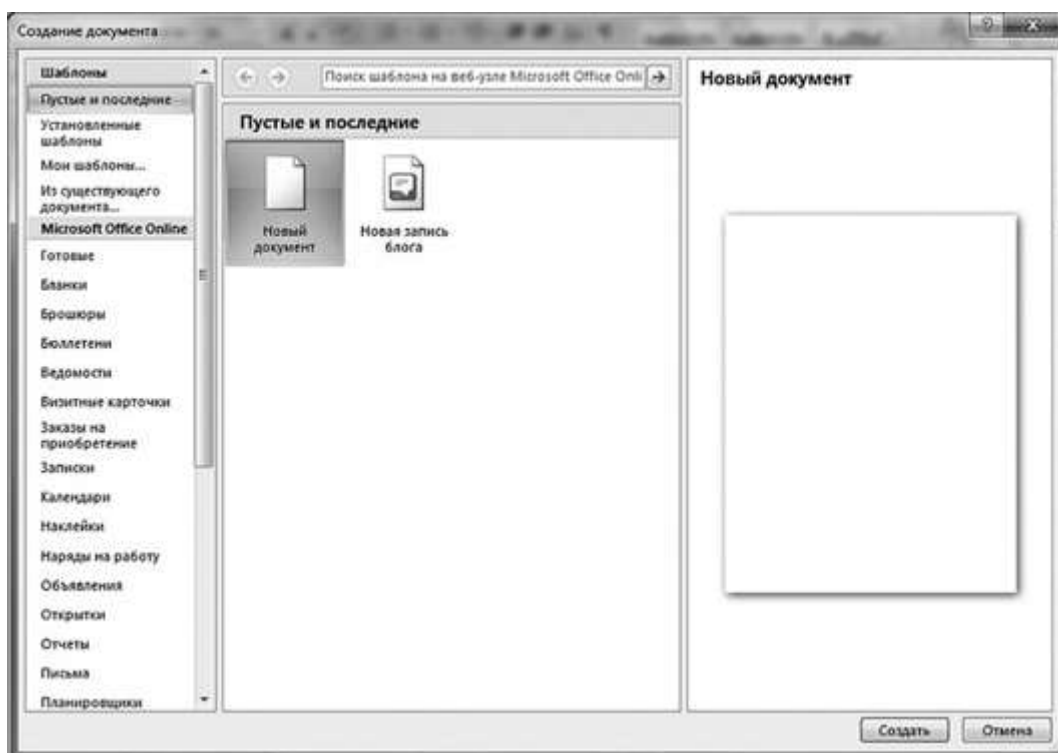 Создание документа
Шаблоны
Пустые и последние
Установленные
шаблоны
Мои шаблоны...
Из существующего
документа...
Microsoft Office Online
Готовые
Бланки
Брошюры
Бюллетени
Ведомости
Визитные карточки
Заказы на
приобретение
Записки
Календари
Наклейки
Наряды на работу
Объявления
Открытки
Отчеты
Письма
Планировщики
Поиск шаблона на веб-узле Microsoft Office Onli
Пустые и последние
Новый
документ
Новая запись
блога
Новый документ
Создать
Отмена